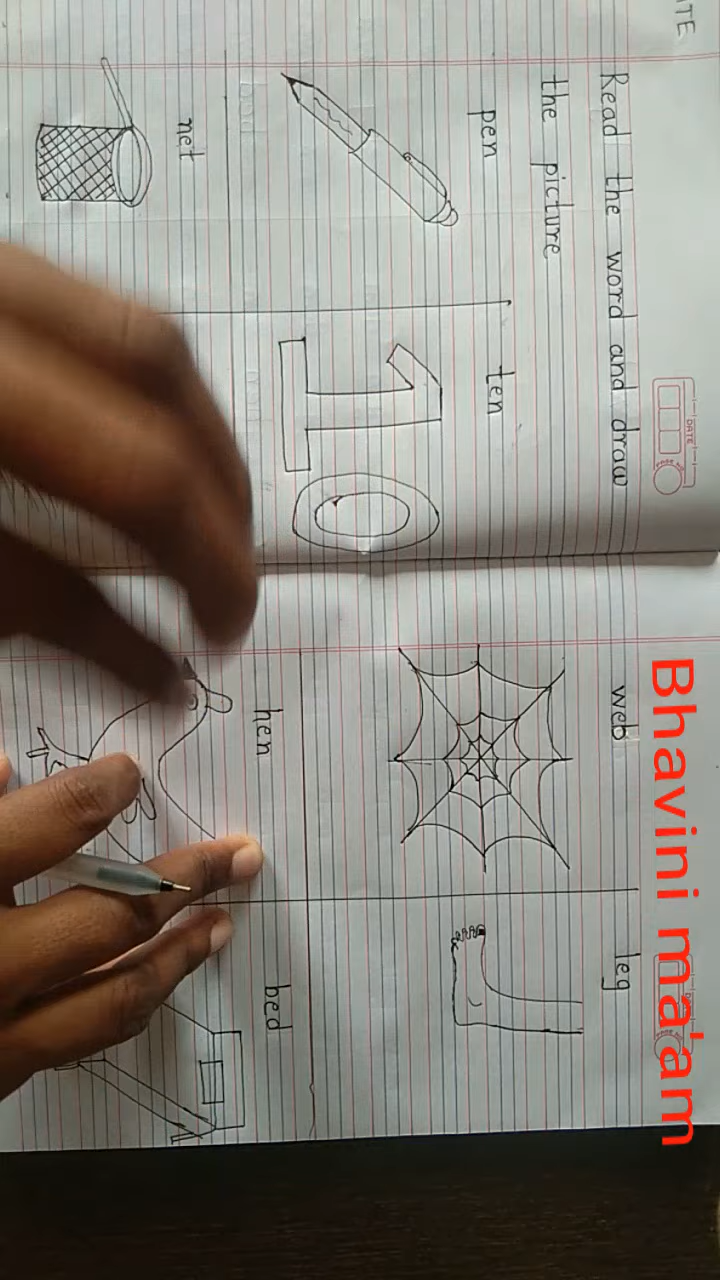 Read the word and draw
the picture
pen
ten
net
DATE
Bhavini ma'am
web
leg
hen
bed